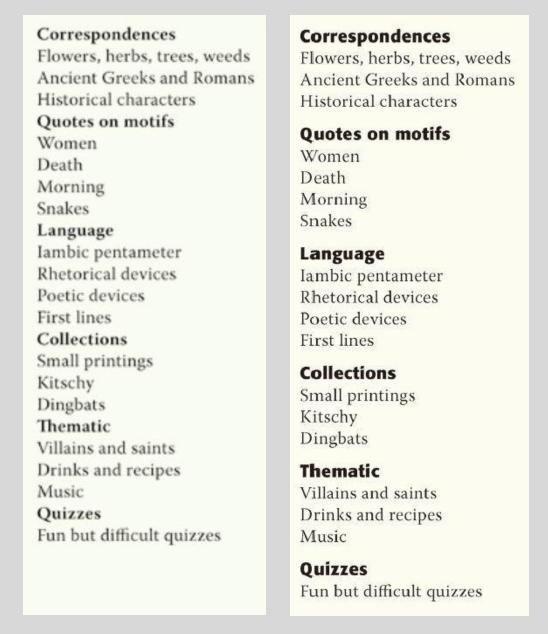 Correspondences
Flowers, herbs, trees, weeds
Ancient Greeks and Romans
Historical characters
Quotes on motifs
Women
Death
Morning
Snakes
Language
Iambic pentameter
Rhetorical devices
Poetic devices
First lines
Collections
Small printings
Kitschy
Dingbats
Thematic
Villains and saints
Drinks and recipes
Music
Quizzes
Fun but difficult quizzes
Correspondences
Flowers, herbs, trees, weeds
Ancient Greeks and Romans
Historical characters
Quotes on motifs
Women
Death
Morning
Snakes
Language
Iambic pentameter
Rhetorical devices
Poetic devices
First lines
Collections
Small printings
Kitschy
Dingbats
Thematic
Villains and saints
Drinks and recipes
Music
Quizzes
Fun but difficult quizzes